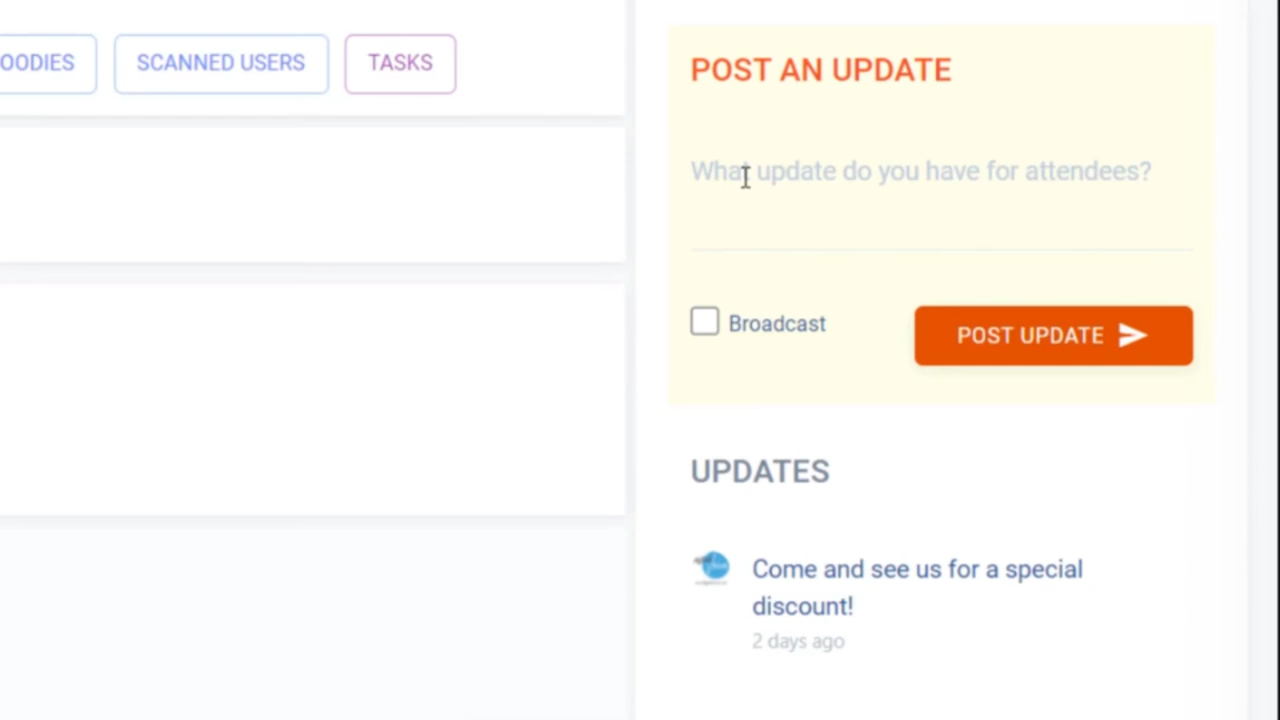 OODIES
SCANNED USERS
TASKS
POST AN UPDATE
What update do you have for attendees?
Broadcast
POST UPDATE
UPDATES
Come and see us for a special
discount!
2 days ago